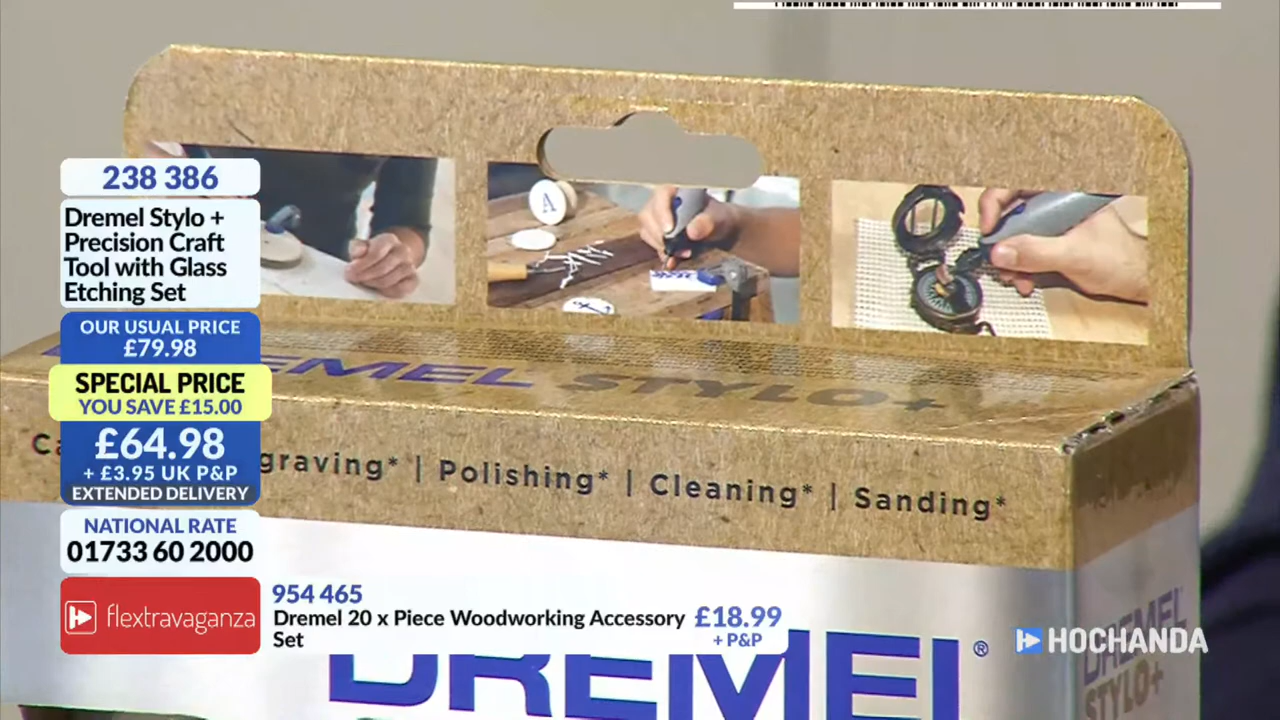 238 386
Dremel Stylo +
Precision Craft
Tool with Glass
Etching Set
OUR USUAL PRICE
£79.98
SPECIAL PRICE
YOU SAVE £15.00
£64.98
+ £3.95 UK P&P
EXTENDED DELIVERY
NATIONAL RATE
01733 60 2000
flextravaganza
954 465
Dremel 20 x Piece Woodworking Accessory
Set
£18.99
+ P&P
HOCHANDA
A
EMEL STYLO+
graving* | Polishing* | Cleaning* | Sanding*
DREMEL®
DREMEL
STYLO+